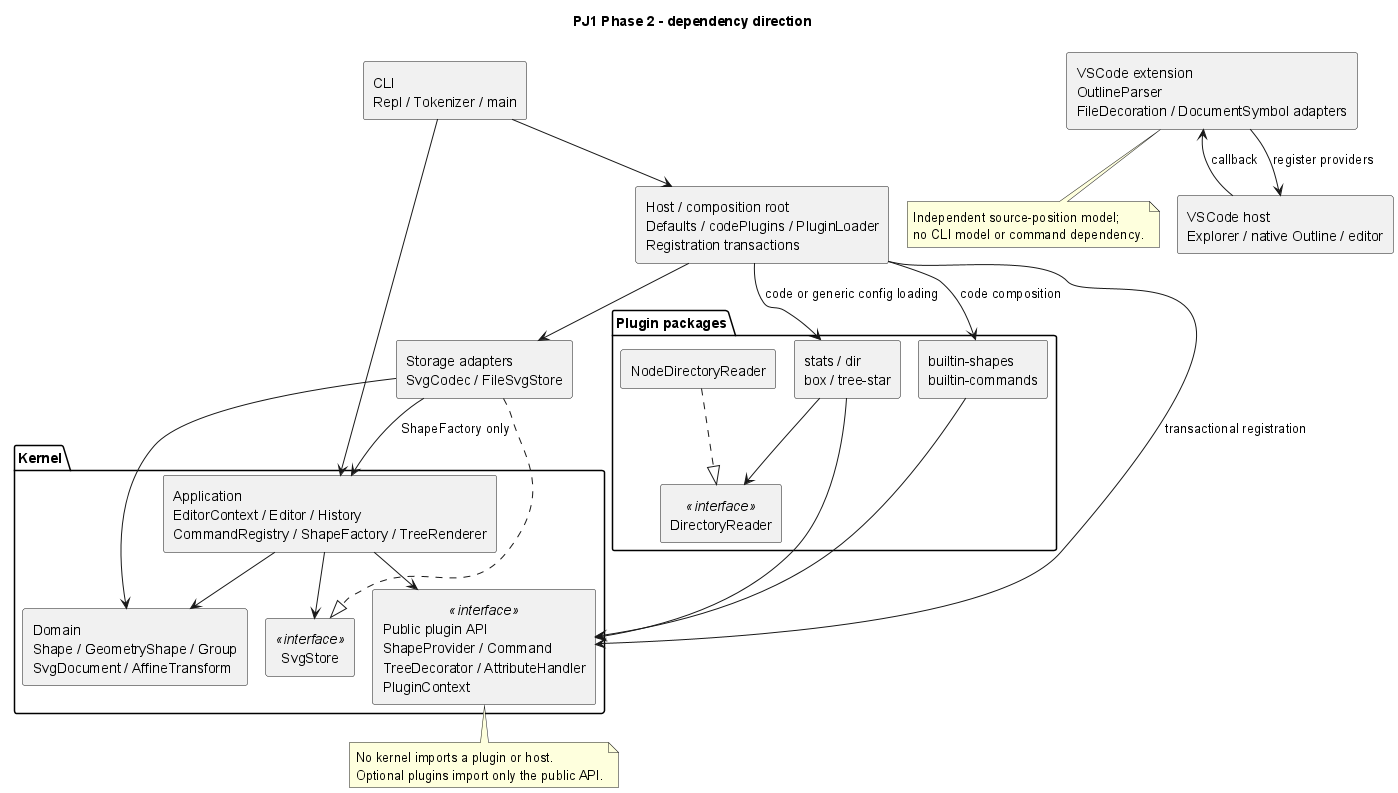 PJ1 Phase 2 - dependency direction
CLI
Repl / Tokenizer / main
VSCode extension
OutlineParser
FileDecoration / DocumentSymbol adapters
callback
register providers
Host / composition root
Defaults / codePlugins / PluginLoader
Registration transactions
Independent source-position model;
no CLI model or command dependency.
VSCode host
Explorer / native Outline / editor
code or generic config loading
code composition
Plugin packages
Storage adapters
SvgCodec / FileSvgStore
NodeDirectoryReader
stats / dir
box / tree-star
builtin-shapes
builtin-commands
ShapeFactory only
transactional registration
Kernel
Application
EditorContext / Editor / History
CommandRegistry / ShapeFactory / TreeRenderer
«interface»
DirectoryReader
Domain
Shape / GeometryShape / Group
SvgDocument / AffineTransform
«interface»
SvgStore
«interface»
Public plugin API
ShapeProvider / Command
TreeDecorator / AttributeHandler
PluginContext
No kernel imports a plugin or host.
Optional plugins import only the public API.